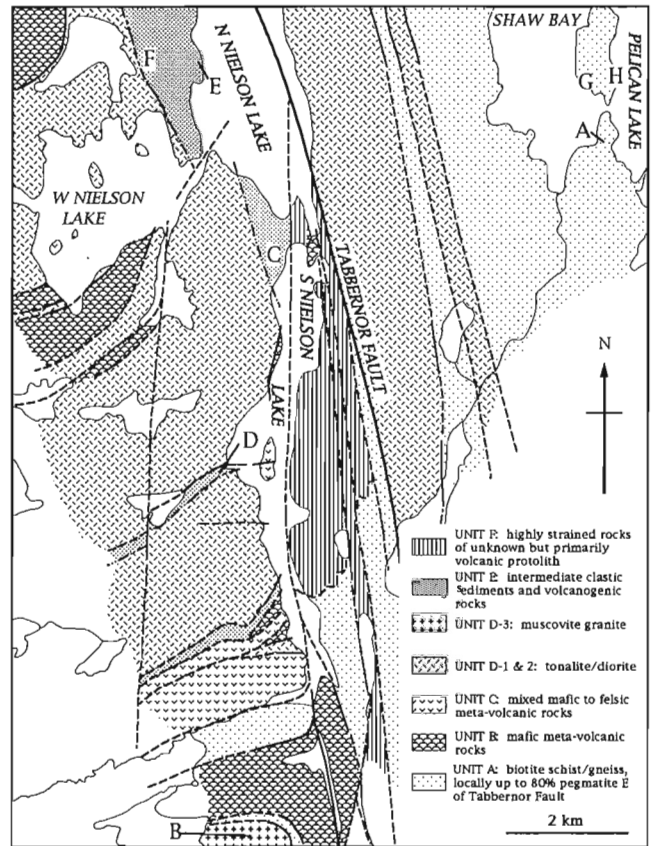 SHAW BAY
N NIELSON LAKE
PELICAN LAKE
F
E
G
H
A
W NIELSON
LAKE
C
S NIELSON
LAKE
TABBERNOR FAULT
N
D
UNIT F: highly strained rocks
of unknown but primarily
volcanic protolith
UNIT E: intermediate clastic
sediments and volcanogenic
rocks
UNIT D-3: muscovite granite
UNIT D-1 & 2: tonalite/diorite
UNIT C: mixed mafic to felsic
meta-volcanic rocks
UNIT B: mafic meta-volcanic
rocks
UNIT A: biotite schist/gneiss,
locally up to 80% pegmatite E
of Tabbernor Fault
B
2 km